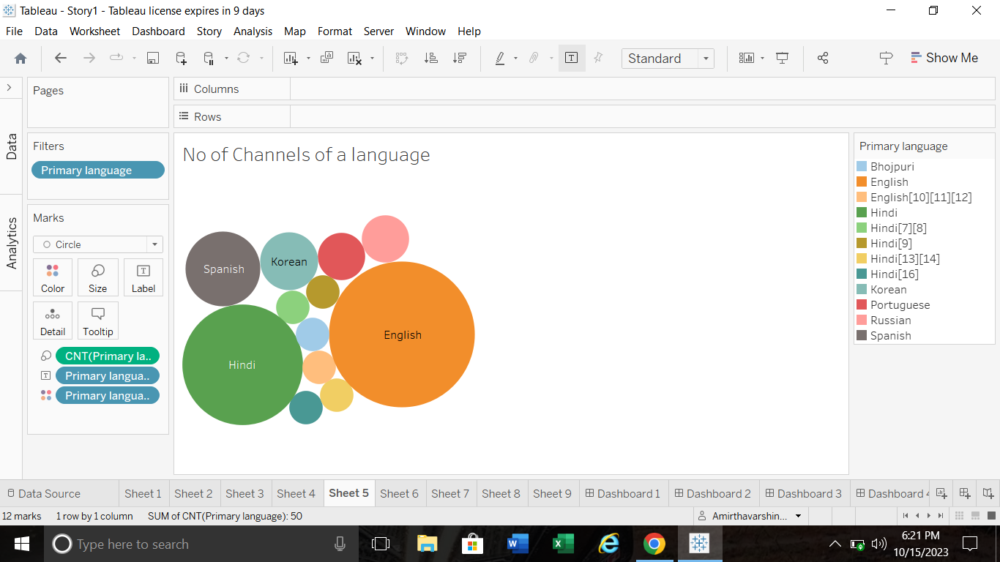 Tableau - Story1 - Tableau license expires in 9 days
File Data Worksheet Dashboard Story Analysis Map Format Server Window Help
Standard
Show Me
Data
Analytics
Pages
Columns
Rows
Filters
Primary language
Marks
Circle
Color Size Label
Detail Tooltip
CNT(Primary la..
Primary langua..
Primary langua..
No of Channels of a language
Spanish
Korean
English
Hindi
Primary language
Bhojpuri
English
English[10][11][12]
Hindi
Hindi[7][8]
Hindi[9]
Hindi[13][14]
Hindi[16]
Korean
Portuguese
Russian
Spanish
Data Source Sheet 1 Sheet 2 Sheet 3 Sheet 4 Sheet 5 Sheet 6 Sheet 7 Sheet 8 Sheet 9 Dashboard 1 Dashboard 2 Dashboard 3 Dashboard 4
12 marks 1 row by 1 column SUM of CNT(Primary language): 50 Amirthavarshin...
Type here to search
6:21 PM
10/15/2023